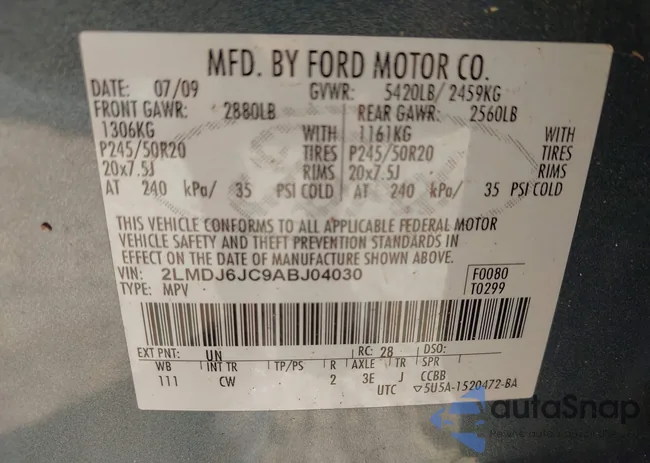 MFD. BY FORD MOTOR CO.
DATE: 07/09 GVWR: 5420LB/ 2459KG
FRONT GAWR: 2880LB REAR GAWR: 2560LB
1306KG WITH 1161KG WITH
P245/50R20 TIRES P245/50R20 TIRES
20x7.5J RIMS 20x7.5J RIMS
AT 240 kPa/ 35 PSI COLD AT 240 kPa/ 35 PSI COLD
THIS VEHICLE CONFORMS TO ALL APPLICABLE FEDERAL MOTOR
VEHICLE SAFETY AND THEFT PREVENTION STANDARDS IN
EFFECT ON THE DATE OF MANUFACTURE SHOWN ABOVE.
VIN: 2LMDJ6JC9ABJ04030 F0080
TYPE: MPV T0299
EXT PNT: UN RC: 28 DSO:
WB INT TR TP/PS R AXLE TR SPR
111 CW 2 3E J CCBB
UTC ▽5U5A-1520472-BA
autoSnap